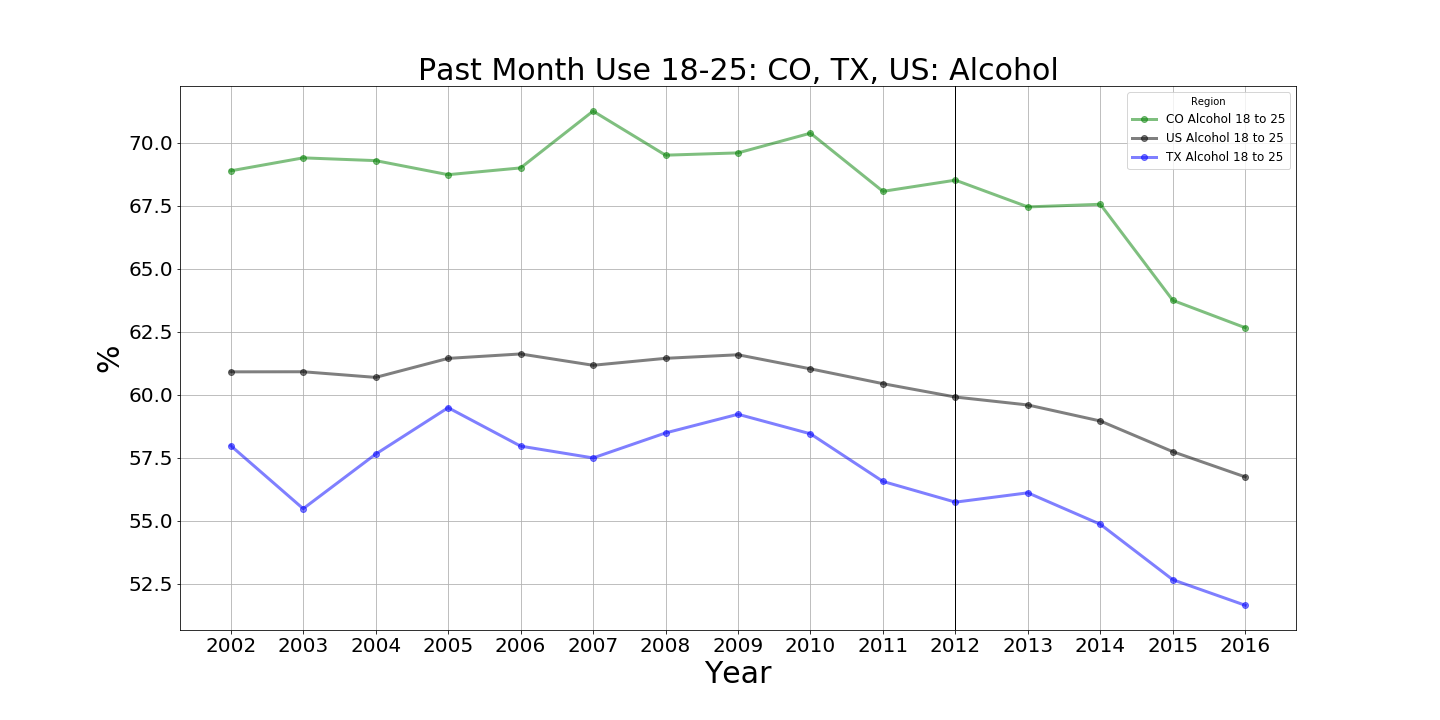 Past Month Use 18-25: CO, TX, US: Alcohol
Region
CO Alcohol 18 to 25
US Alcohol 18 to 25
TX Alcohol 18 to 25
70.0
67.5
65.0
62.5
60.0
57.5
55.0
52.5
%
2002 2003 2004 2005 2006 2007 2008 2009 2010 2011 2012 2013 2014 2015 2016
Year